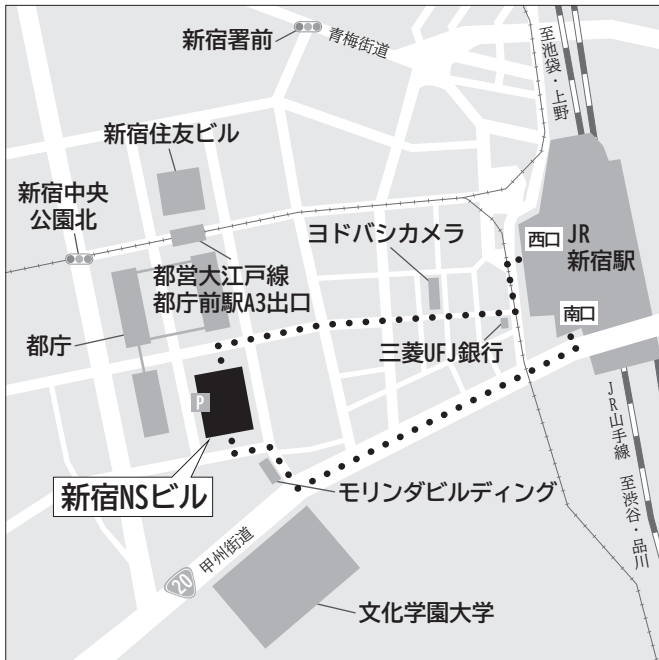 新宿署前
青梅街道
至池袋・上野
新宿住友ビル
新宿中央
公園北
ヨドバシカメラ
西口
JR
新宿駅
都営大江戸線
都庁前駅A3出口
南口
都庁
三菱UFJ銀行
P
JR山手線 至渋谷・品川
新宿NSビル
モリンダビルディング
甲州街道
20
文化学園大学